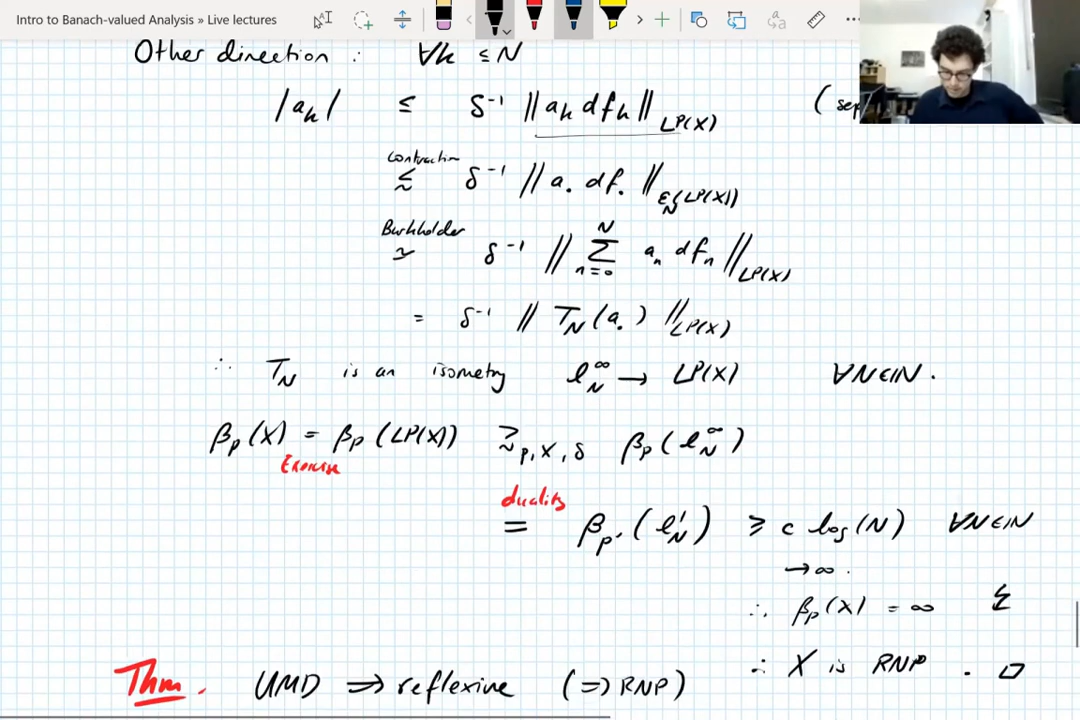 Intro to Banach-valued Analysis » Live lectures
Other direction : ∀k ≤ N
|a_k| ≤ δ⁻¹ ‖a_k df_k‖_{L^p(X)} (sep
contraction ≲ δ⁻¹ ‖a. df.‖_{ε_N(L^p(X))}
Burkholder ≃ δ⁻¹ ‖ Σ_{n=0}^{N} a_n df_n ‖_{L^p(X)}
= δ⁻¹ ‖ T_N(a.) ‖_{L^p(X)}
∴ T_N is an isometry ℓ^∞_N → L^p(X) ∀N∈ℕ.
β_p(X) = β_p(L^p(X)) ≳_{p,X,δ} β_p(ℓ^∞_N)
Exercise
duality
= β_{p'}(ℓ^1_N) ≥ c log(N) ∀N∈ℕ
→ ∞.
∴ β_p(X) = ∞
∴ X is RNP. □
Thm. UMD ⇒ reflexive (⇒ RNP)